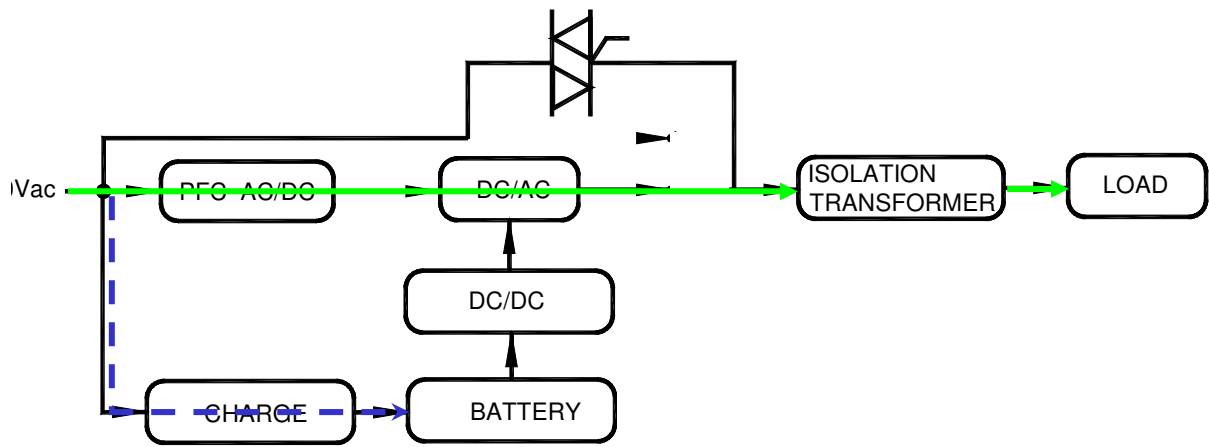 )Vac
PFC AC/DC
DC/AC
ISOLATION
TRANSFORMER
LOAD
DC/DC
CHARGE
BATTERY